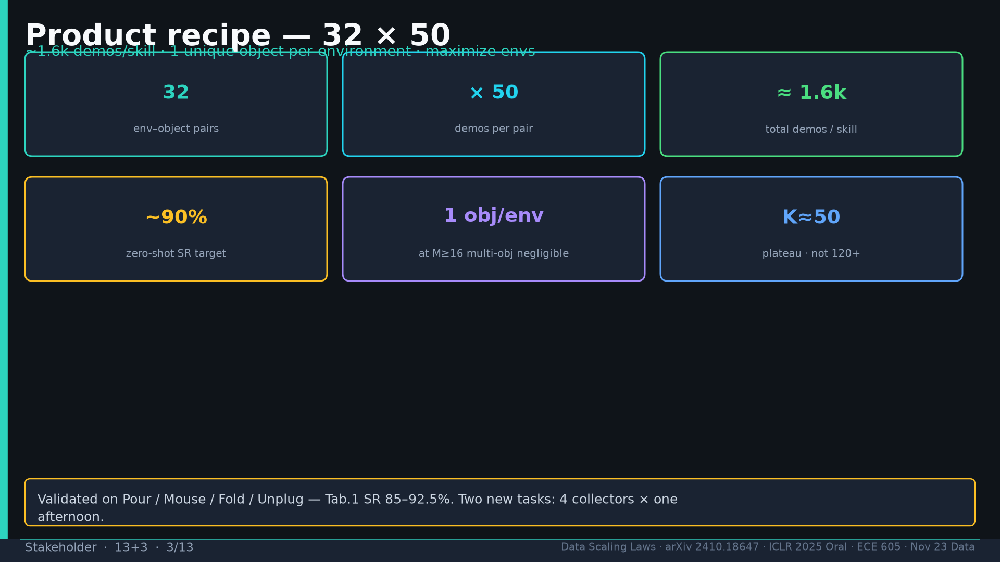 Product recipe — 32 × 50
~1.6k demos/skill · 1 unique object per environment · maximize envs
32
env–object pairs
× 50
demos per pair
≈ 1.6k
total demos / skill
~90%
zero-shot SR target
1 obj/env
at M≥16 multi-obj negligible
K≈50
plateau · not 120+
Validated on Pour / Mouse / Fold / Unplug — Tab.1 SR 85–92.5%. Two new tasks: 4 collectors × one
afternoon.
Stakeholder · 13+3 · 3/13
Data Scaling Laws · arXiv 2410.18647 · ICLR 2025 Oral · ECE 605 · Nov 23 Data